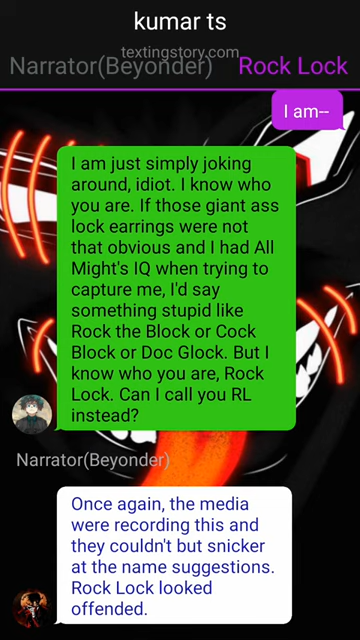 kumar ts
textingstory.com
Narrator(Beyonder) Rock Lock
I am--
I am just simply joking
around, idiot. I know who
you are. If those giant ass
lock earrings were not
that obvious and I had All
Might's IQ when trying to
capture me, I'd say
something stupid like
Rock the Block or Cock
Block or Doc Glock. But I
know who you are, Rock
Lock. Can I call you RL
instead?
Narrator(Beyonder)
Once again, the media
were recording this and
they couldn't but snicker
at the name suggestions.
Rock Lock looked
offended.